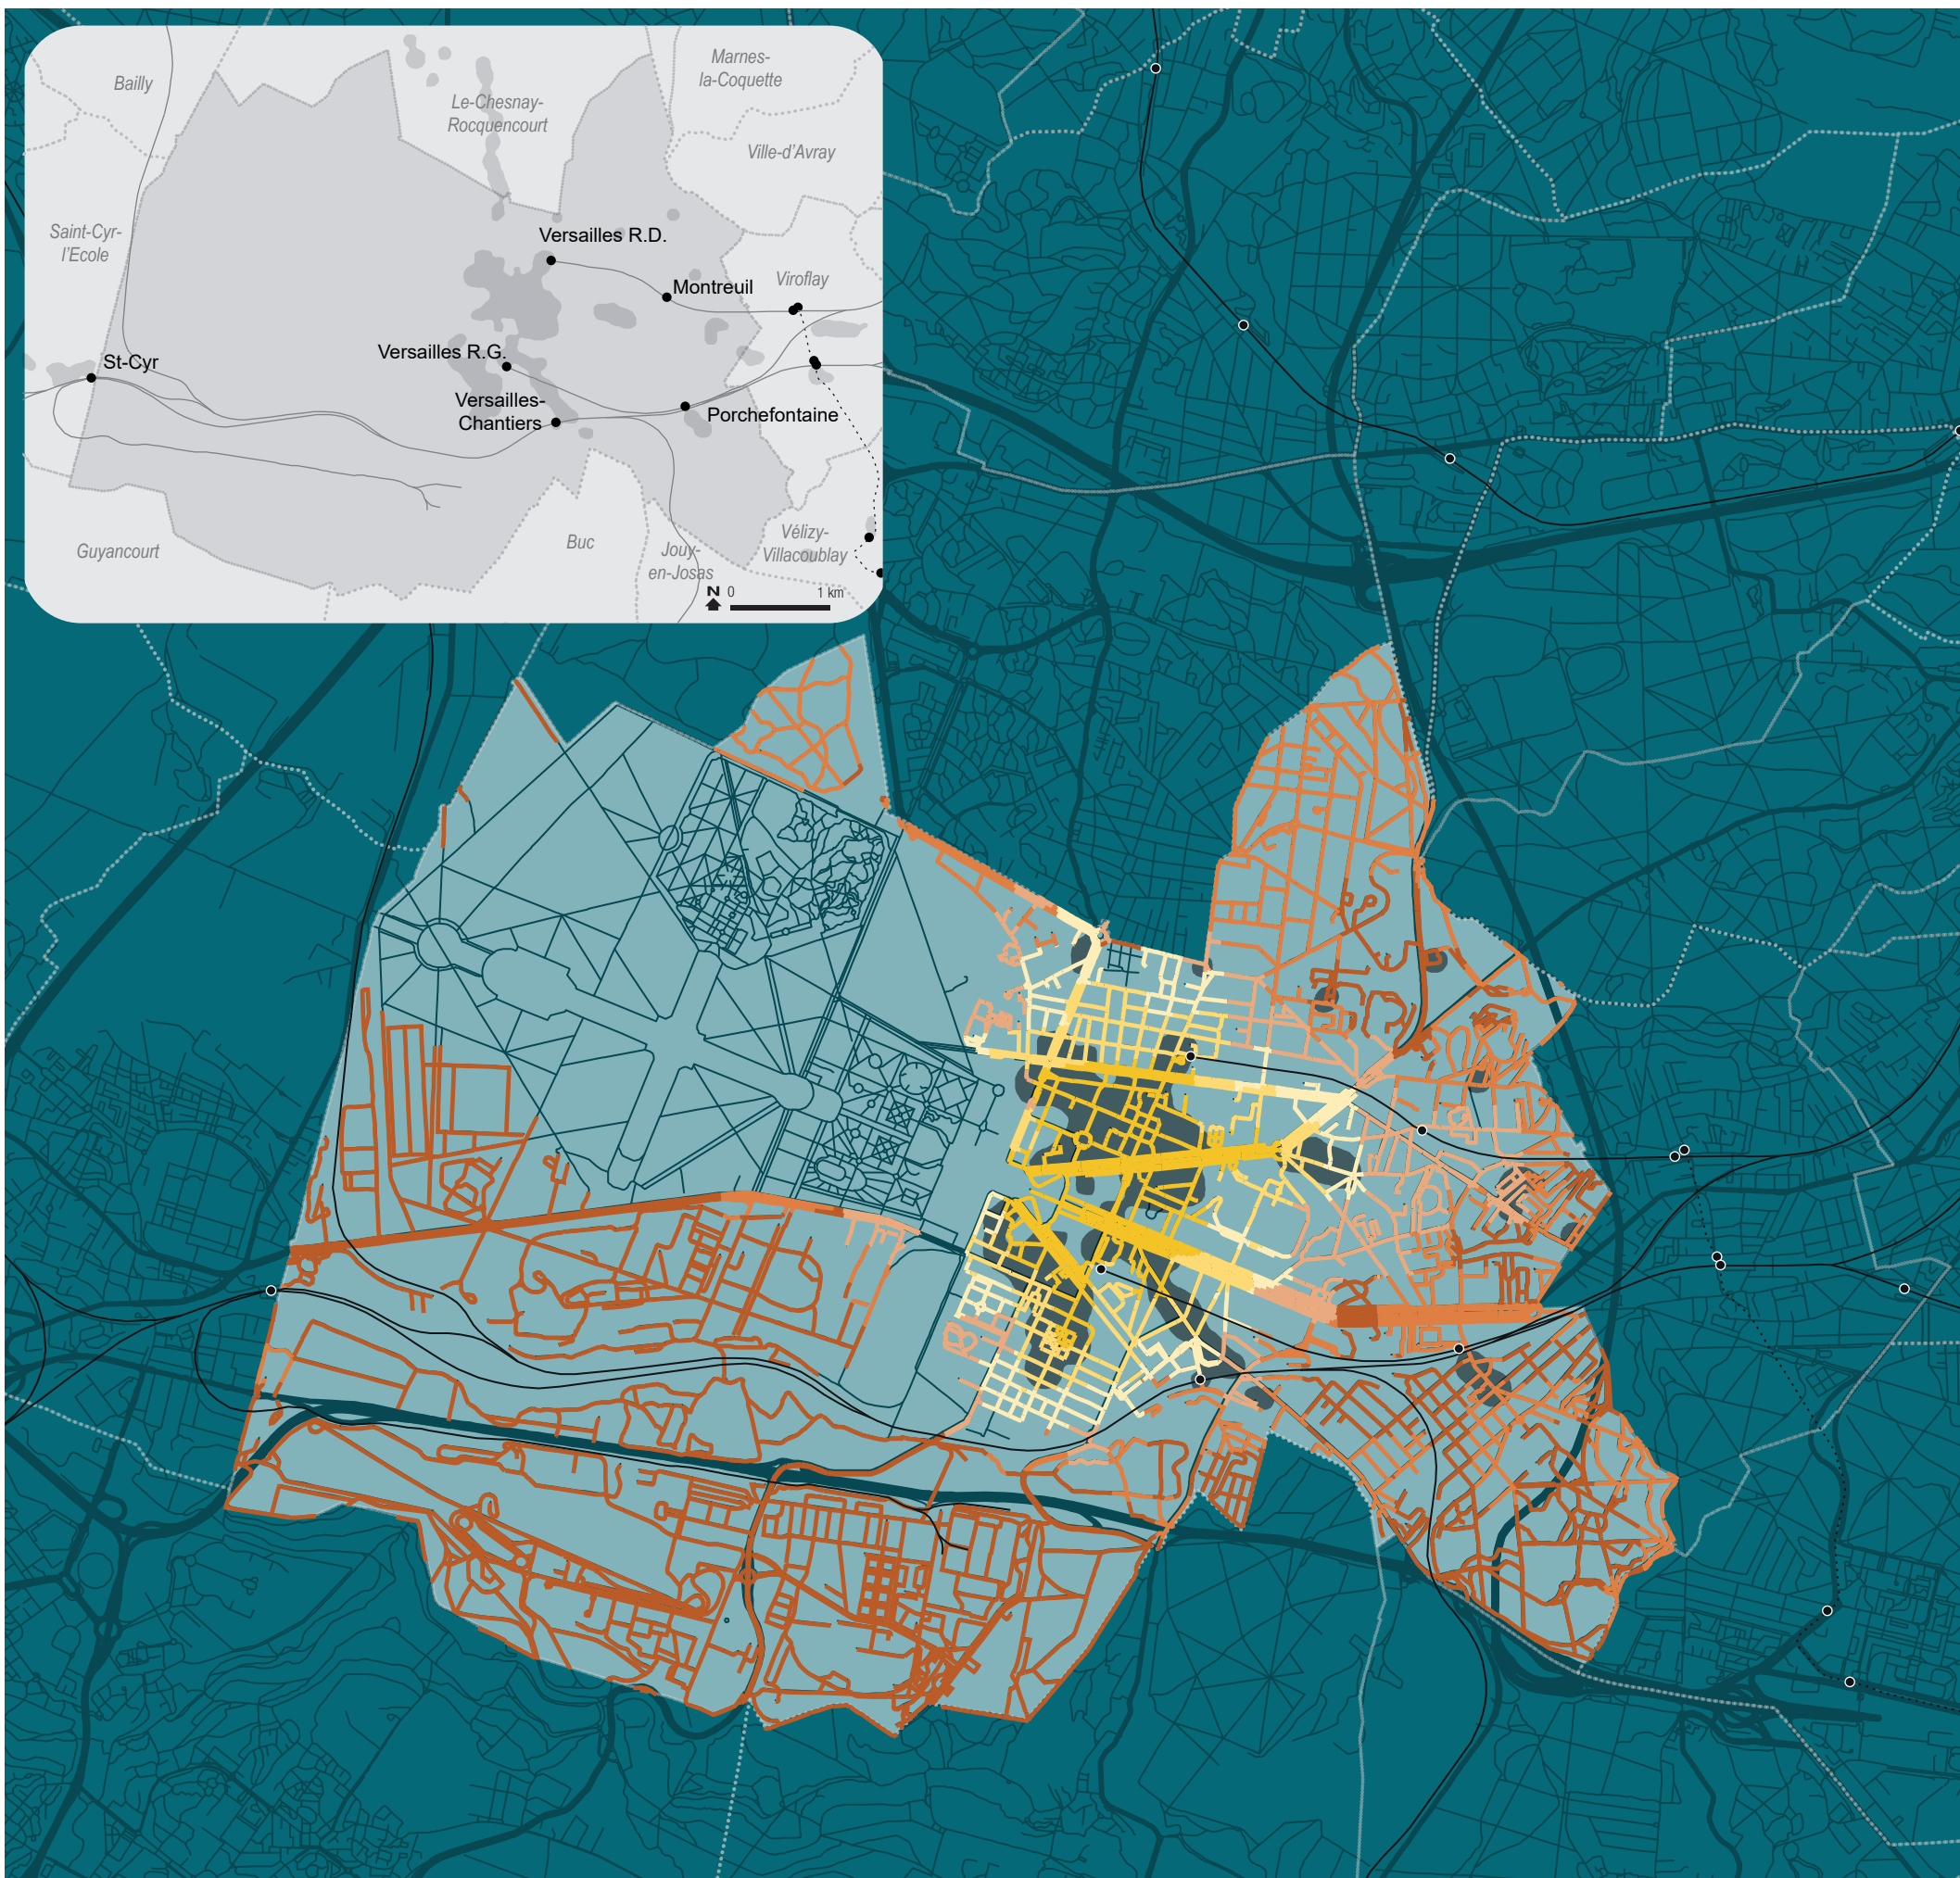 Marnes-
la-Coquette
Bailly
Le-Chesnay-
Rocquencourt
Ville-d'Avray
Saint-Cyr-
l'Ecole
Versailles R.D.
Viroflay
Montreuil
Versailles R.G.
St-Cyr
Versailles-
Chantiers
Porchefontaine
Vélizy-
Villacoublay
Buc
Jouy-
en-Josas
Guyancourt
N 0 1 km